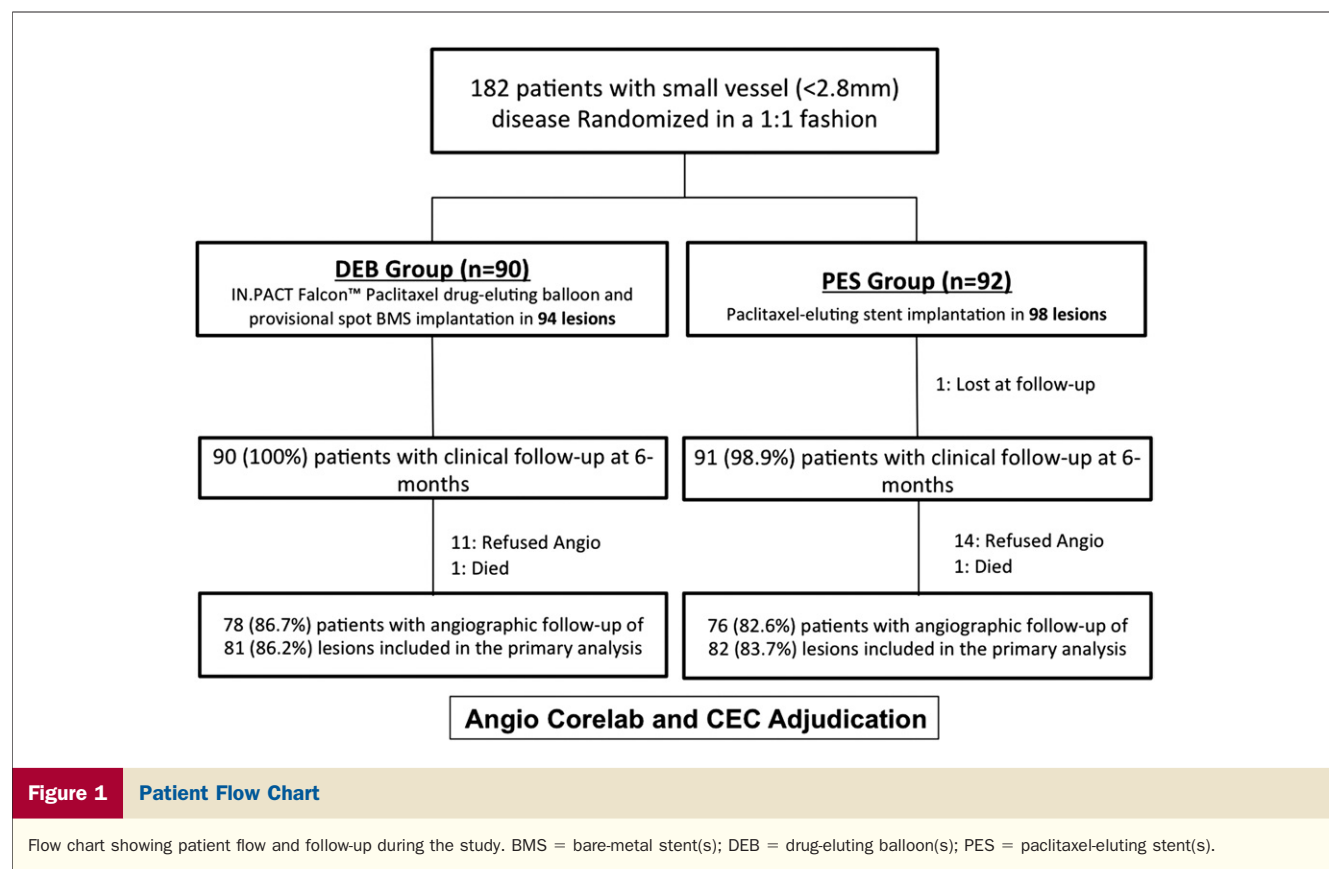 182 patients with small vessel (<2.8mm)
disease Randomized in a 1:1 fashion
DEB Group (n=90)
IN.PACT Falcon™ Paclitaxel drug-eluting balloon and
provisional spot BMS implantation in 94 lesions
PES Group (n=92)
Paclitaxel-eluting stent implantation in 98 lesions
1: Lost at follow-up
90 (100%) patients with clinical follow-up at 6-
months
91 (98.9%) patients with clinical follow-up at 6-
months
11: Refused Angio
1: Died
14: Refused Angio
1: Died
78 (86.7%) patients with angiographic follow-up of
81 (86.2%) lesions included in the primary analysis
76 (82.6%) patients with angiographic follow-up of
82 (83.7%) lesions included in the primary analysis
Angio Corelab and CEC Adjudication
Figure 1 Patient Flow Chart
Flow chart showing patient flow and follow-up during the study. BMS = bare-metal stent(s); DEB = drug-eluting balloon(s); PES = paclitaxel-eluting stent(s).